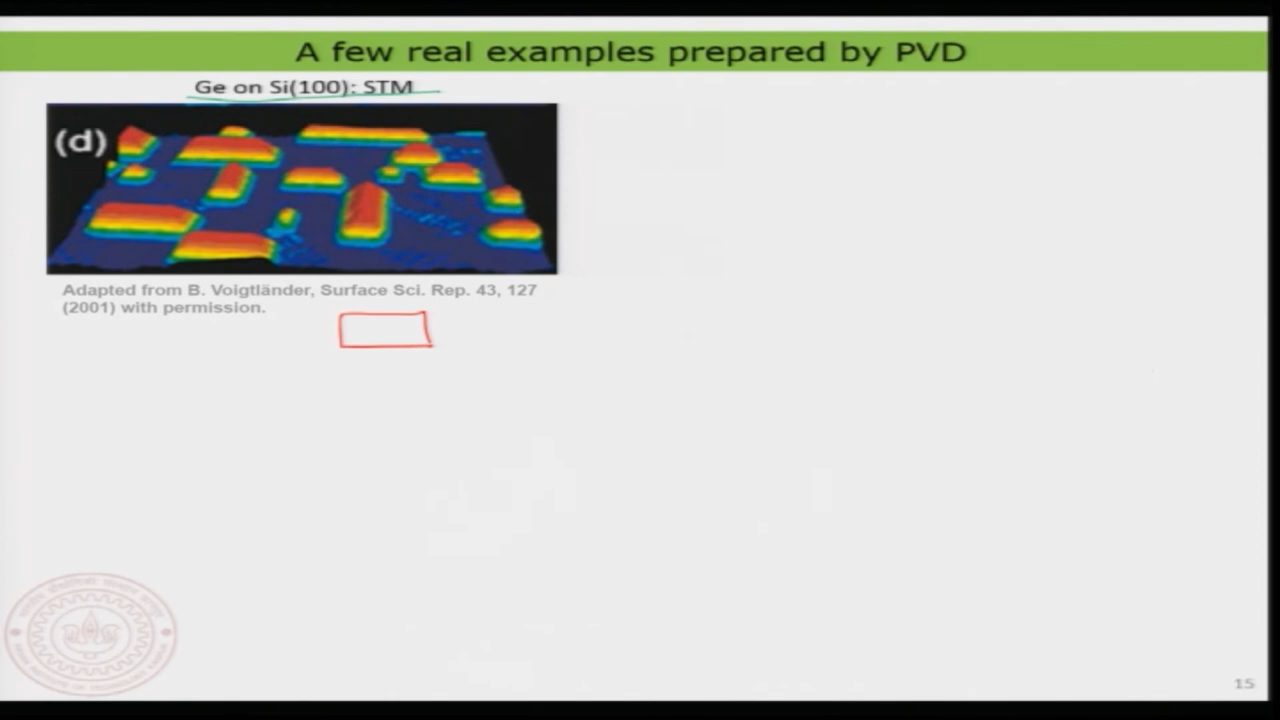 A few real examples prepared by PVD
Ge on Si(100): STM
(d)
Adapted from B. Voigtländer, Surface Sci. Rep. 43, 127
(2001) with permission.
15